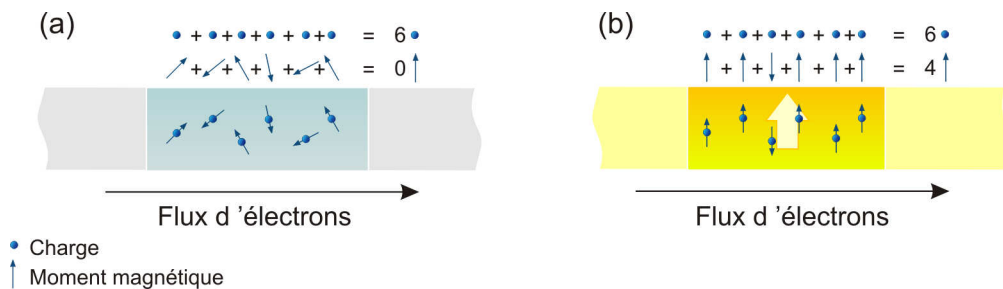 (a)
+ + + + + = 6
+ + + + + = 0
Flux d ’électrons
Charge
Moment magnétique
(b)
+ + + + + = 6
+ + + + + = 4
Flux d ’électrons